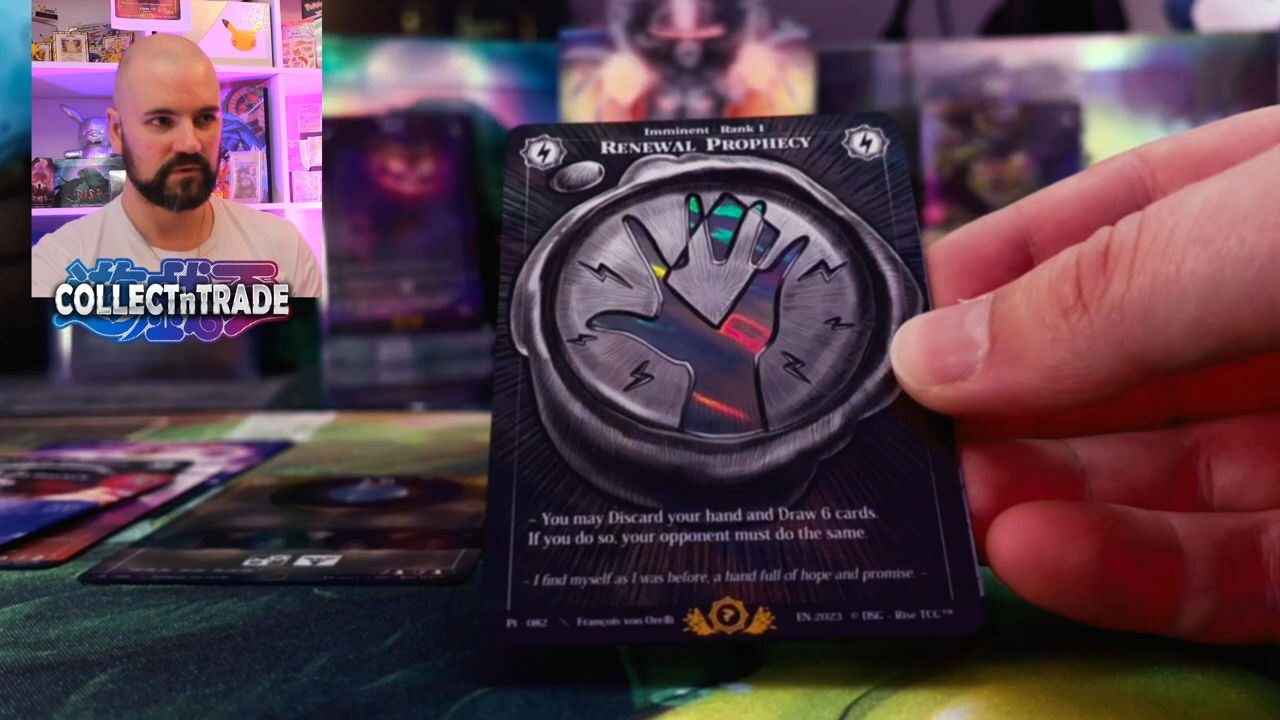 COLLECTnTRADE
Imminent - Rank 1
RENEWAL PROPHECY
~ You may Discard your hand and Draw 6 cards.
If you do so, your opponent must do the same.
- I find myself as I was before, a hand full of hope and promise. -
P1 - 082 \ François von Orelli
EN 2023 © DSG - Rise TCG™